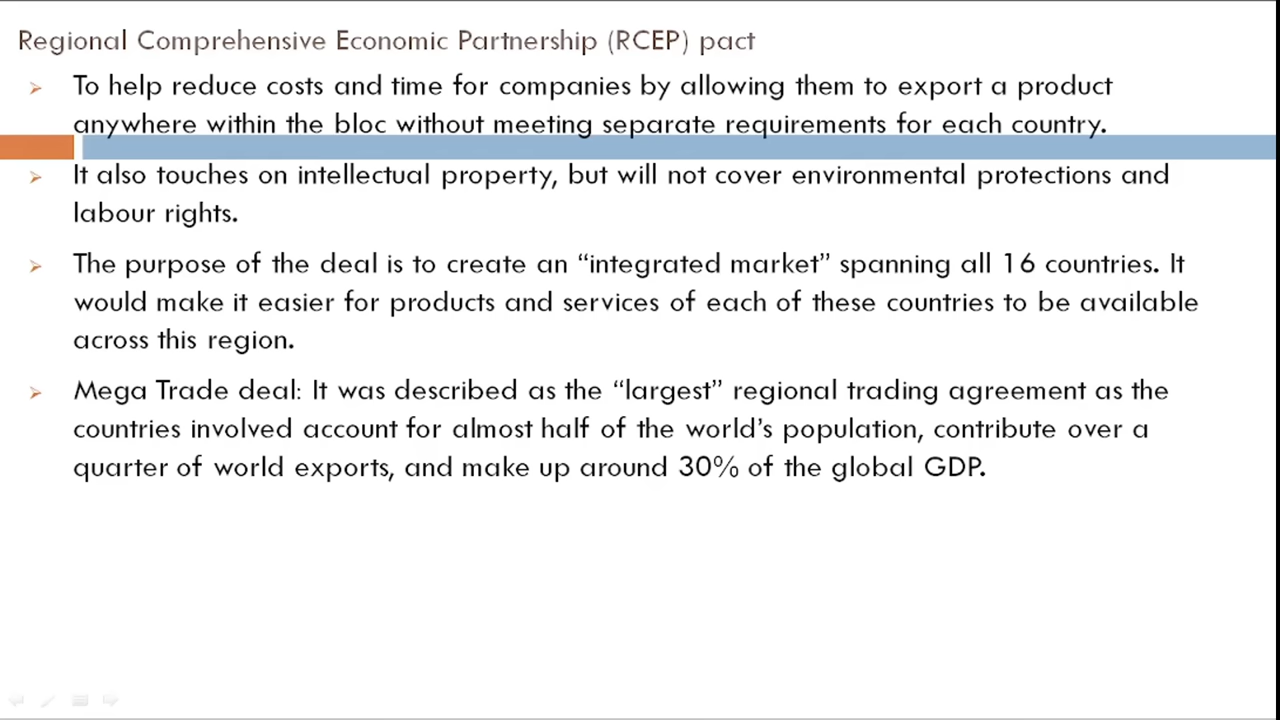 Regional Comprehensive Economic Partnership (RCEP) pact
To help reduce costs and time for companies by allowing them to export a product
anywhere within the bloc without meeting separate requirements for each country.
It also touches on intellectual property, but will not cover environmental protections and
labour rights.
The purpose of the deal is to create an “integrated market” spanning all 16 countries. It
would make it easier for products and services of each of these countries to be available
across this region.
Mega Trade deal: It was described as the “largest” regional trading agreement as the
countries involved account for almost half of the world’s population, contribute over a
quarter of world exports, and make up around 30% of the global GDP.